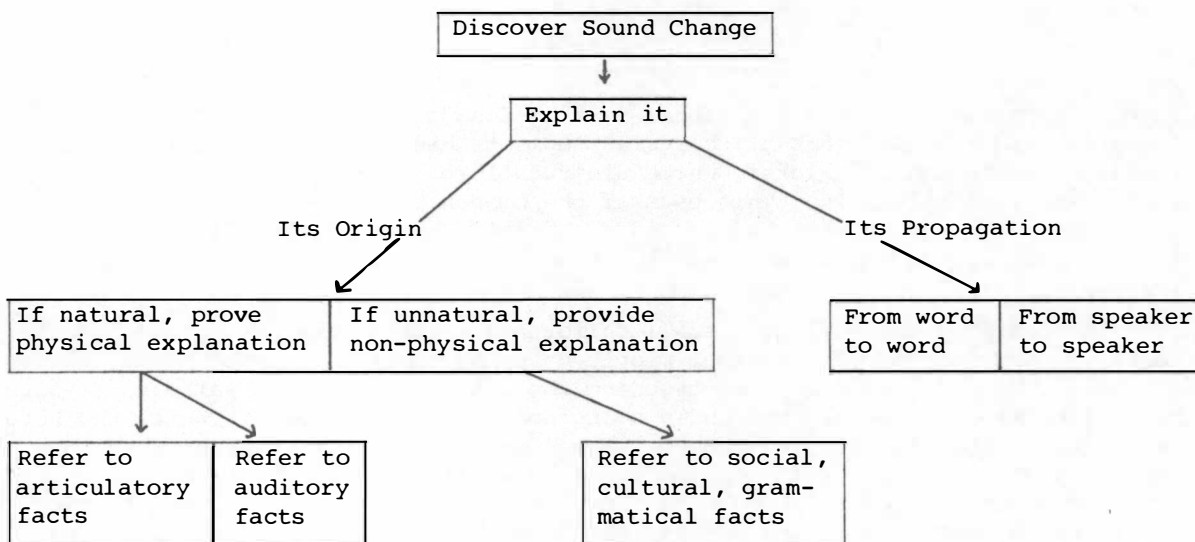 Discover Sound Change
Explain it
Its Origin
Its Propagation
If natural, prove
physical explanation
If unnatural, provide
non-physical explanation
From word
to word
From speaker
to speaker
Refer to
articulatory
facts
Refer to
auditory
facts
Refer to social,
cultural, gram-
matical facts